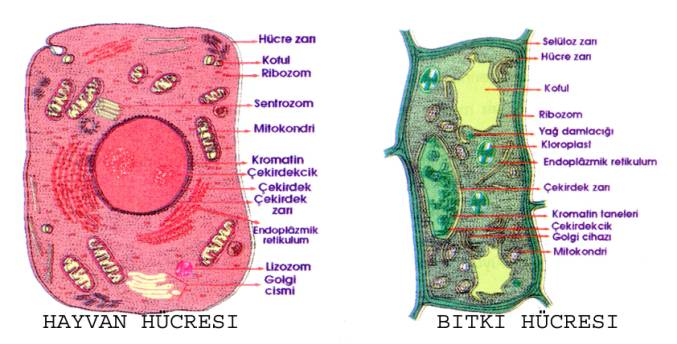 Hücre zarı
Koful
Ribozom
Sentrozom
Mitokondri
Kromatin
Çekirdekcik
Çekirdek
Çekirdek
zarı
Endoplâzmik
retikulum
Lizozom
Golgi
cismi
HAYVAN HÜCRESI
Selüloz zarı
Hücre zarı
Koful
Ribozom
Yağ damlacığı
Kloroplast
Endoplâzmik retikulum
Çekirdek zarı
Kromatin taneleri
Çekirdekcik
Golgi cihazı
Mitokondri
BITKI HÜCRESI